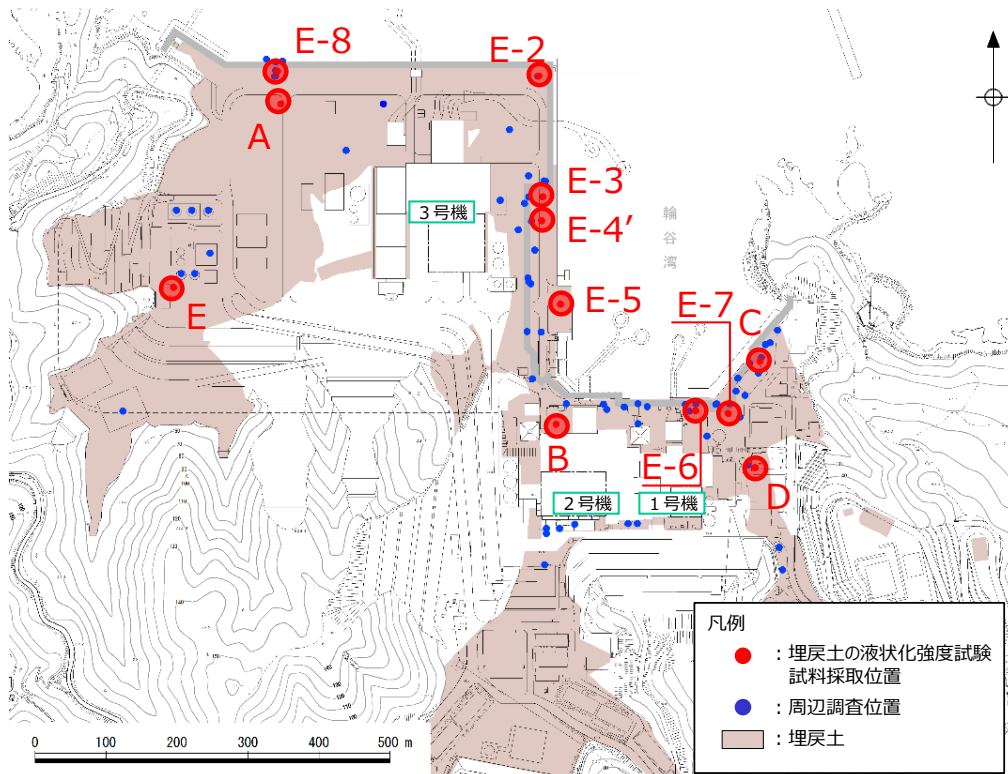 E-8
E-2
A
E-3
３号機
E-4’
輪谷湾
E
E-5
E-7
C
B
E-6
D
２号機
１号機
凡例
：埋戻土の液状化強度試験
試料採取位置
：周辺調査位置
：埋戻土
0 100 200 300 400 500 m